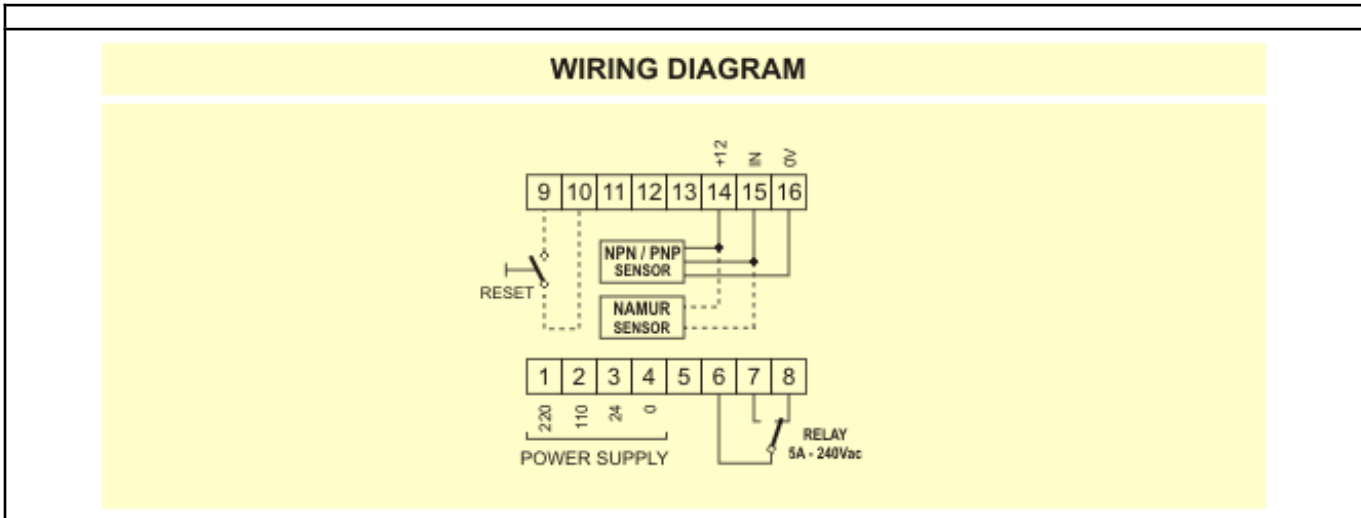 WIRING DIAGRAM
+12 IN 0V
9 10 11 12 13 14 15 16
NPN / PNP
SENSOR
RESET
NAMUR
SENSOR
1 2 3 4 5 6 7 8
220 110 24 0
RELAY
5A - 240Vac
POWER SUPPLY